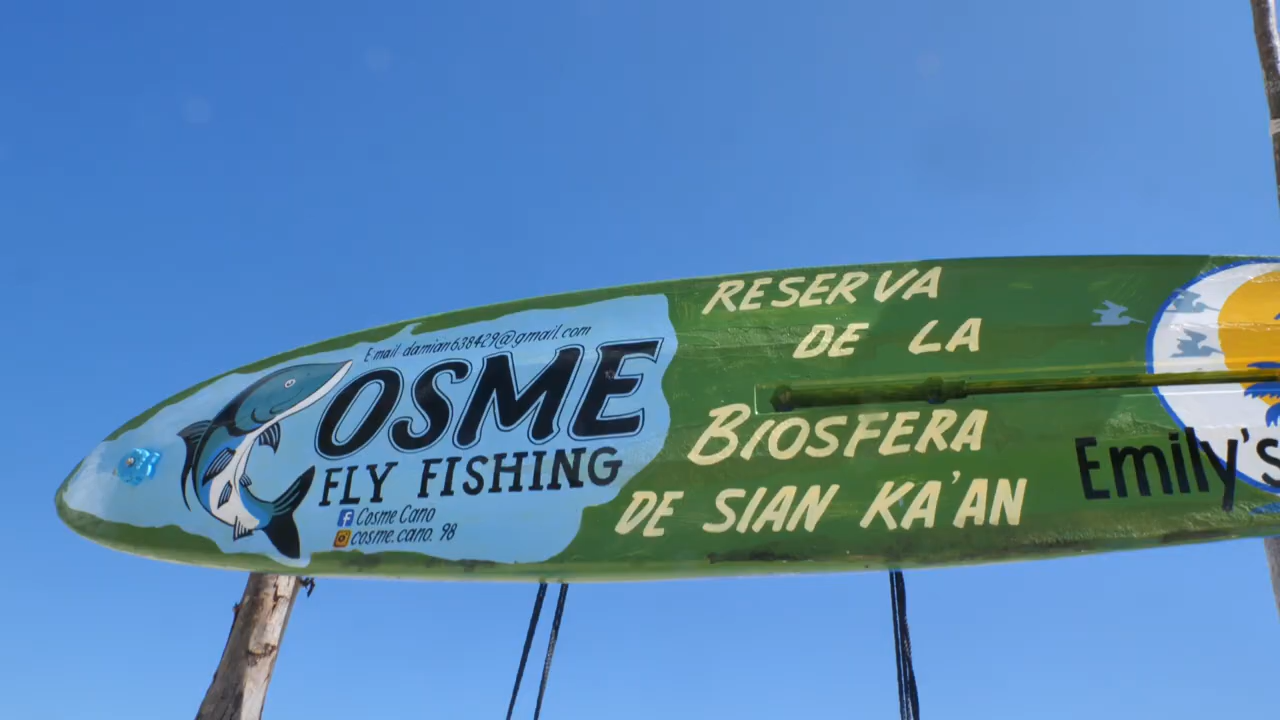 E mail damian638429@gmail.com
COSME
FLY FISHING
Cosme Cano
cosme.cano.98
RESERVA
DE LA
BIOSFERA
DE SIAN KA'AN
Emily's